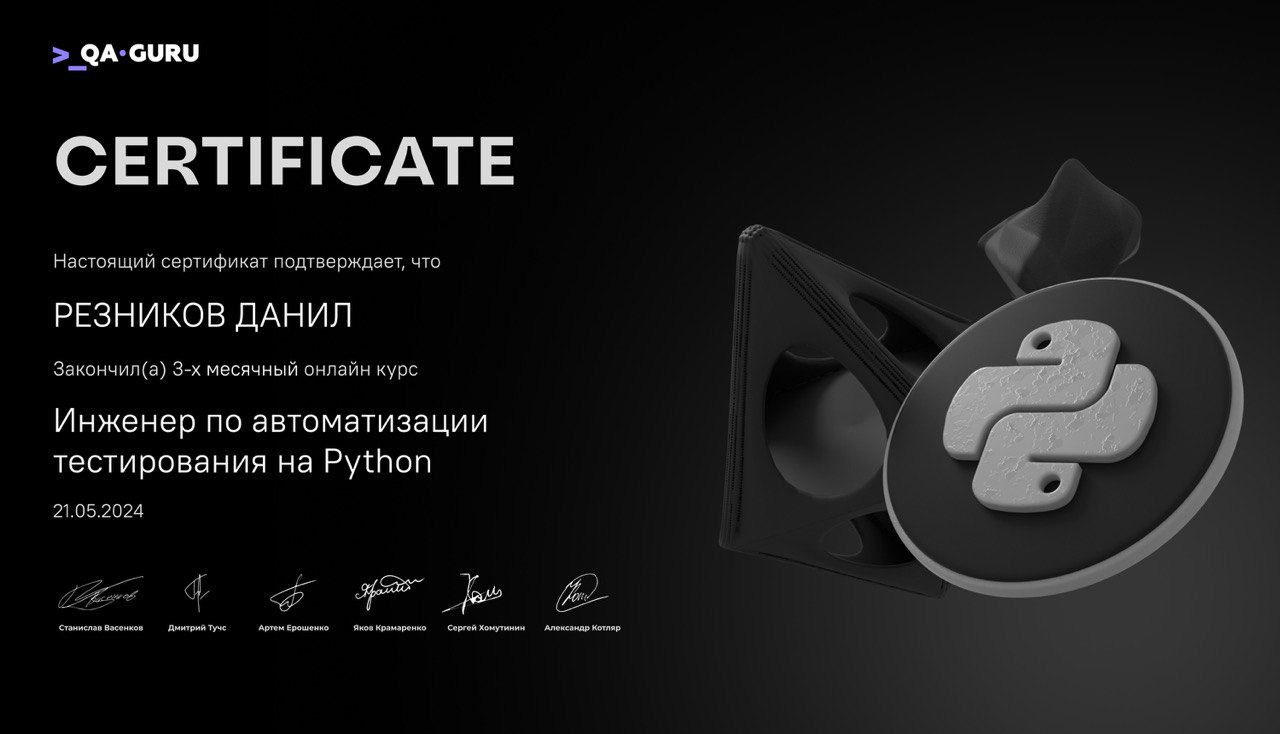 >_QA·GURU
CERTIFICATE
Настоящий сертификат подтверждает, что
РЕЗНИКОВ ДАНИЛ
Закончил(а) 3-х месячный онлайн курс
Инженер по автоматизации
тестирования на Python
21.05.2024
Станислав Васенков Дмитрий Тучс Артем Ерошенко Яков Крамаренко Сергей Хомутинин Александр Котляр